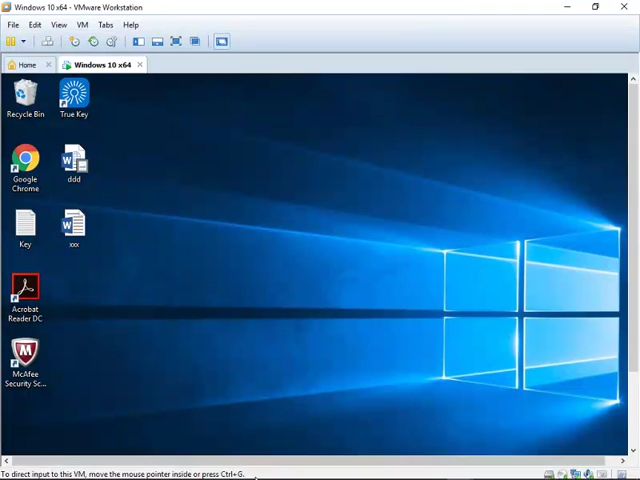 Windows 10 x64 - VMware Workstation
File Edit View VM Tabs Help
Home Windows 10 x64
Recycle Bin True Key
Google Chrome ddd
Key xxx
Acrobat Reader DC
McAfee Security Sc...
To direct input to this VM, move the mouse pointer inside or press Ctrl+G.